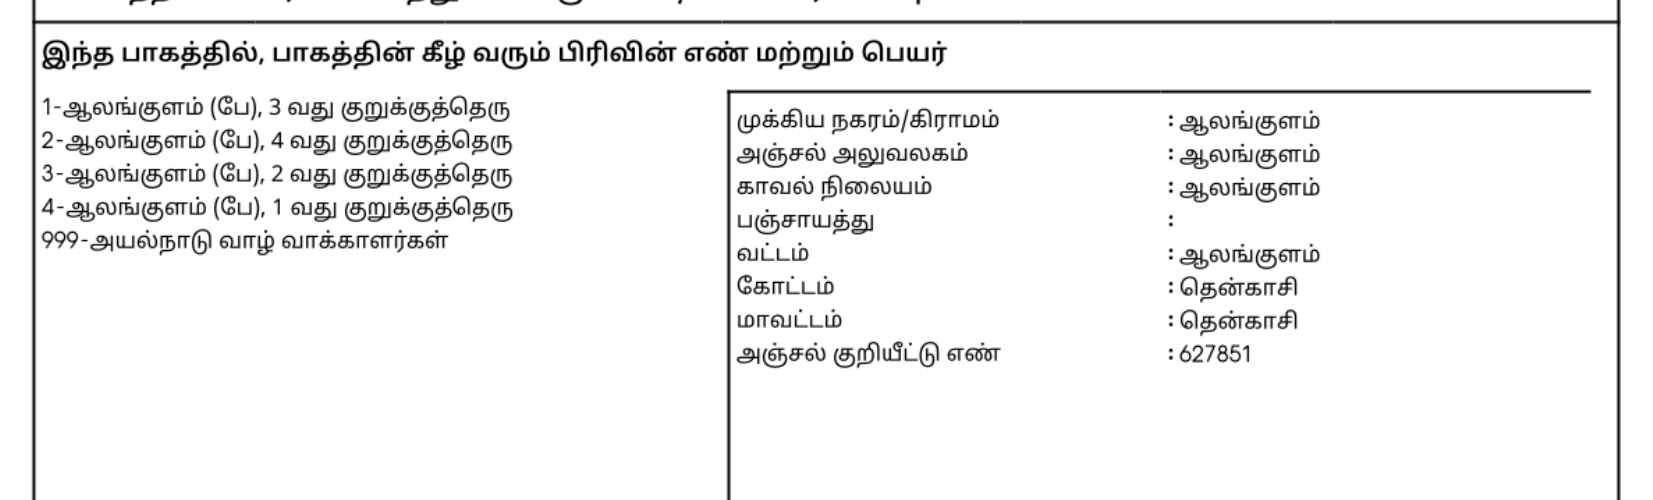 இந்த பாகத்தில், பாகத்தின் கீழ் வரும் பிரிவின் எண் மற்றும் பெயர்
1-ஆலங்குளம் (பே), 3 வது குறுக்குத்தெரு
2-ஆலங்குளம் (பே), 4 வது குறுக்குத்தெரு
3-ஆலங்குளம் (பே), 2 வது குறுக்குத்தெரு
4-ஆலங்குளம் (பே), 1 வது குறுக்குத்தெரு
999-அயல்நாடு வாழ் வாக்காளர்கள்
முக்கிய நகரம்/கிராமம் : ஆலங்குளம்
அஞ்சல் அலுவலகம் : ஆலங்குளம்
காவல் நிலையம் : ஆலங்குளம்
பஞ்சாயத்து :
வட்டம் : ஆலங்குளம்
கோட்டம் : தென்காசி
மாவட்டம் : தென்காசி
அஞ்சல் குறியீட்டு எண் : 627851